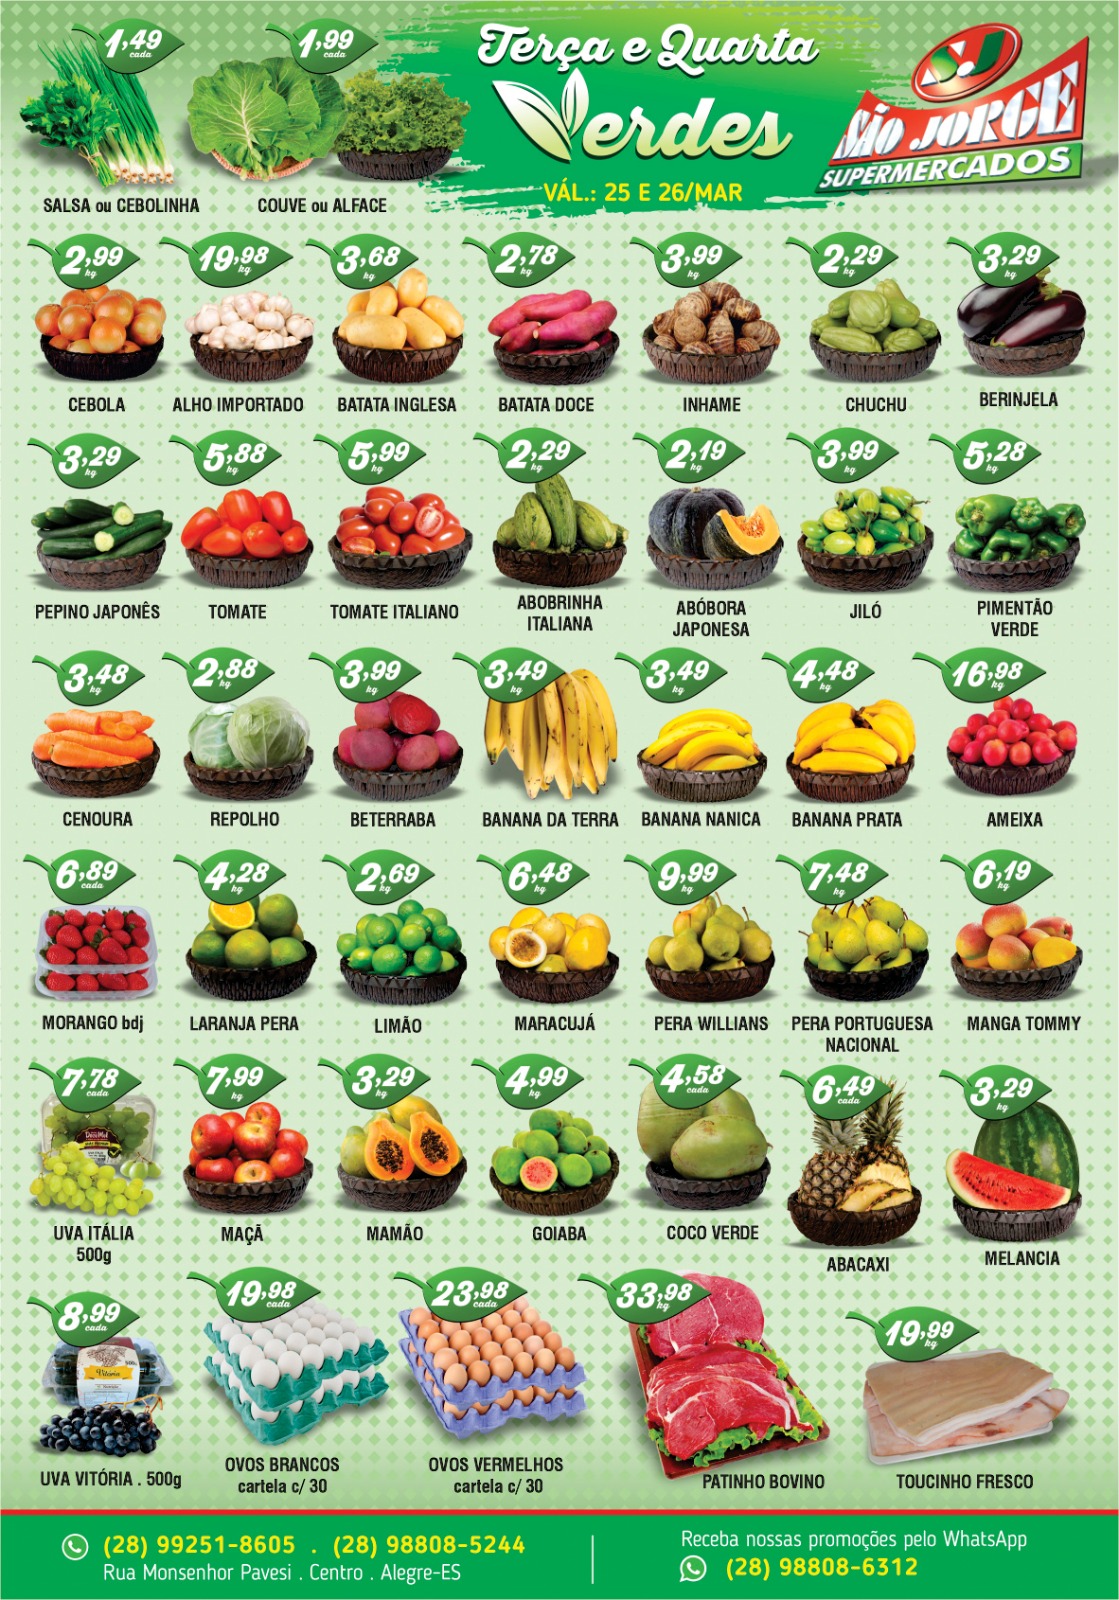 1,49
cada
1,99
cada
Terça e Quarta
Verdes
VÁL.: 25 E 26/MAR
SJ
SÃO JORGE
SUPERMERCADOS
SALSA ou CEBOLINHA
COUVE ou ALFACE
2,99
kg
19,98
kg
3,68
kg
2,78
kg
3,99
kg
2,29
kg
3,29
kg
CEBOLA
ALHO IMPORTADO
BATATA INGLESA
BATATA DOCE
INHAME
CHUCHU
BERINJELA
3,29
kg
5,88
kg
5,99
kg
2,29
kg
2,19
kg
3,99
kg
5,28
kg
PEPINO JAPONÊS
TOMATE
TOMATE ITALIANO
ABOBRINHA
ITALIANA
ABÓBORA
JAPONESA
JILÓ
PIMENTÃO
VERDE
3,48
kg
2,88
kg
3,99
kg
3,49
kg
3,49
kg
4,48
kg
16,98
kg
CENOURA
REPOLHO
BETERRABA
BANANA DA TERRA
BANANA NANICA
BANANA PRATA
AMEIXA
6,89
cada
4,28
kg
2,69
kg
6,48
kg
9,99
kg
7,48
kg
6,19
kg
MORANGO bdj
LARANJA PERA
LIMÃO
MARACUJÁ
PERA WILLIANS
PERA PORTUGUESA
NACIONAL
MANGA TOMMY
7,78
cada
7,99
kg
3,29
kg
4,99
kg
4,58
cada
6,49
cada
3,29
kg
UVA ITÁLIA
500g
MAÇÃ
MAMÃO
GOIABA
COCO VERDE
ABACAXI
MELANCIA
8,99
cada
19,98
cada
23,98
cada
33,98
kg
19,99
kg
Vitória
UVA VITÓRIA . 500g
OVOS BRANCOS
cartela c/ 30
OVOS VERMELHOS
cartela c/ 30
PATINHO BOVINO
TOUCINHO FRESCO
(28) 99251-8605 . (28) 98808-5244
Rua Monsenhor Pavesi . Centro . Alegre-ES
Receba nossas promoções pelo WhatsApp
(28) 98808-6312